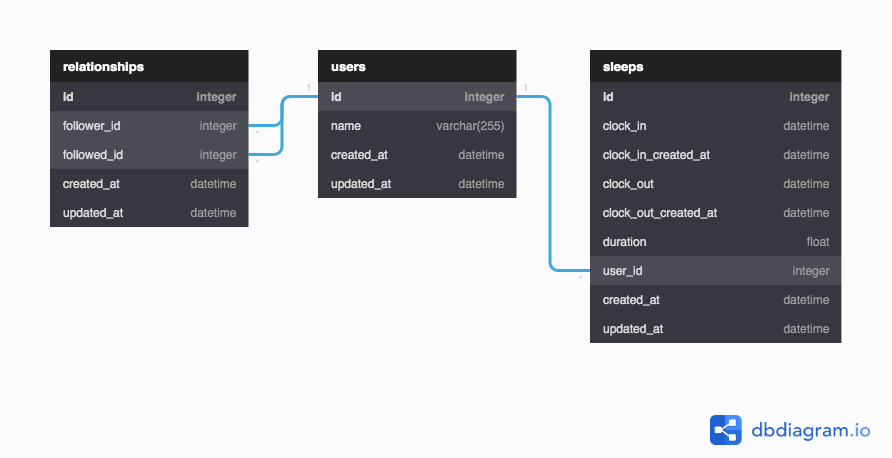 relationships
id integer
follower_id integer
followed_id integer
created_at datetime
updated_at datetime
1
*
*
users
id integer
name varchar(255)
created_at datetime
updated_at datetime
1
*
sleeps
id integer
clock_in datetime
clock_in_created_at datetime
clock_out datetime
clock_out_created_at datetime
duration float
user_id integer
created_at datetime
updated_at datetime
dbdiagram.io